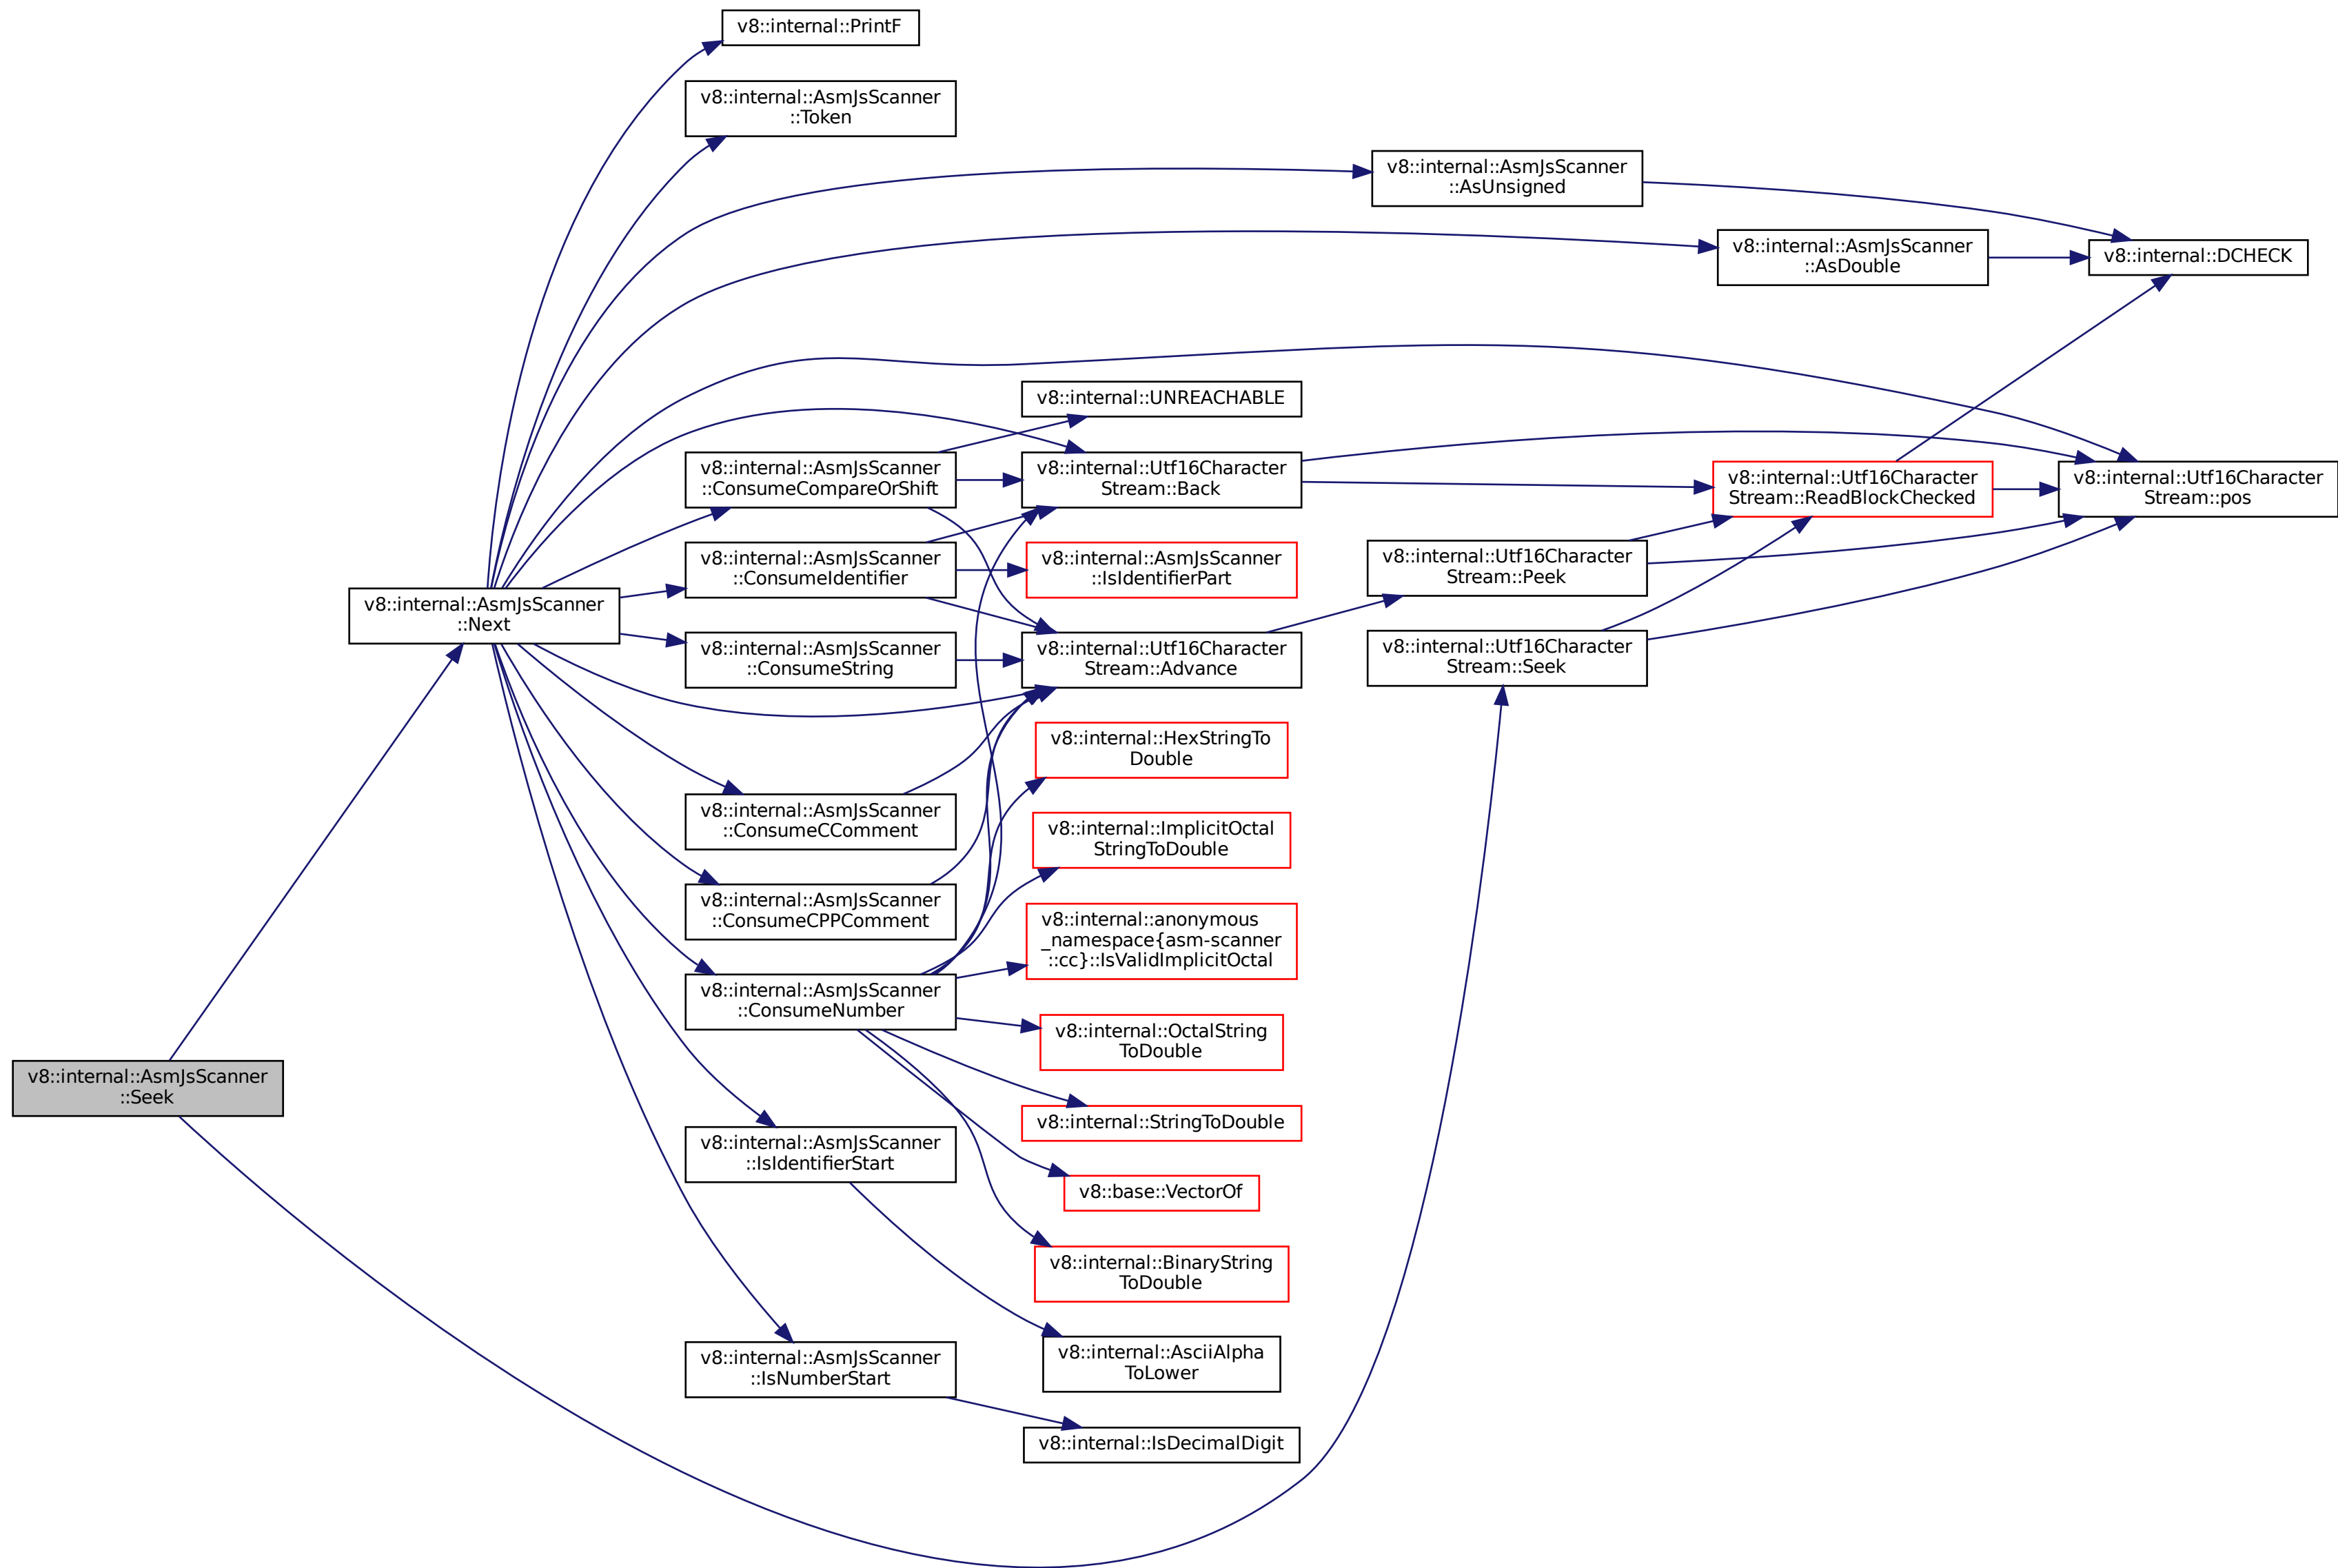 v8::internal::PrintF
v8::internal::AsmJsScanner
::Token
v8::internal::AsmJsScanner
::AsUnsigned
v8::internal::AsmJsScanner
::AsDouble
v8::internal::DCHECK
v8::internal::UNREACHABLE
v8::internal::AsmJsScanner
::ConsumeCompareOrShift
v8::internal::Utf16Character
Stream::Back
v8::internal::Utf16Character
Stream::ReadBlockChecked
v8::internal::Utf16Character
Stream::pos
v8::internal::AsmJsScanner
::ConsumeIdentifier
v8::internal::AsmJsScanner
::IsIdentifierPart
v8::internal::Utf16Character
Stream::Peek
v8::internal::AsmJsScanner
::Next
v8::internal::AsmJsScanner
::ConsumeString
v8::internal::Utf16Character
Stream::Advance
v8::internal::Utf16Character
Stream::Seek
v8::internal::HexStringTo
Double
v8::internal::AsmJsScanner
::ConsumeCComment
v8::internal::ImplicitOctal
StringToDouble
v8::internal::AsmJsScanner
::ConsumeCPPComment
v8::internal::anonymous
_namespace{asm-scanner
::cc}::IsValidImplicitOctal
v8::internal::AsmJsScanner
::ConsumeNumber
v8::internal::OctalString
ToDouble
v8::internal::AsmJsScanner
::Seek
v8::internal::StringToDouble
v8::internal::AsmJsScanner
::IsIdentifierStart
v8::base::VectorOf
v8::internal::BinaryString
ToDouble
v8::internal::AsmJsScanner
::IsNumberStart
v8::internal::AsciiAlpha
ToLower
v8::internal::IsDecimalDigit